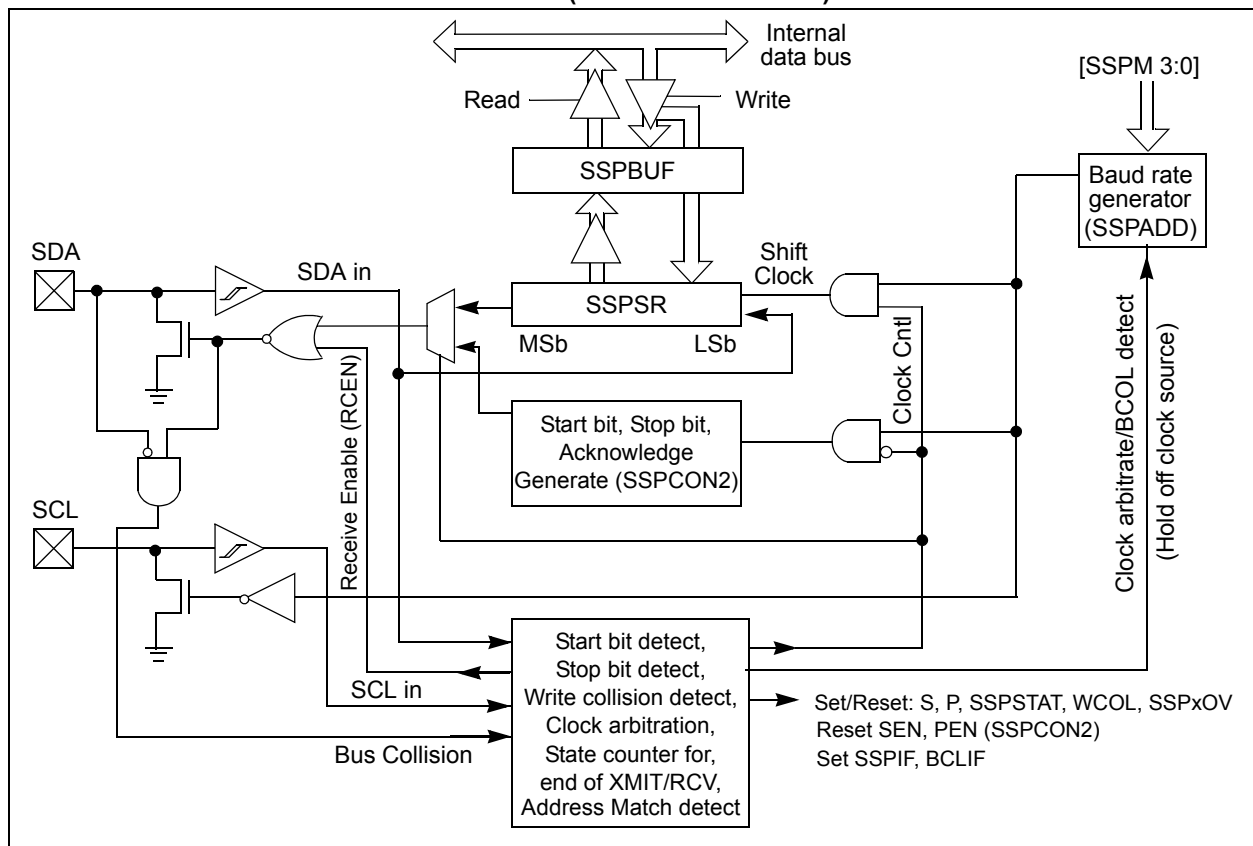 Internal
data bus
[SSPM 3:0]
Read
Write
SSPBUF
Baud rate
generator
(SSPADD)
SDA
SDA in
Shift
Clock
SSPSR
MSb
LSb
Clock Cntl
Clock arbitrate/BCOL detect
(Hold off clock source)
Receive Enable (RCEN)
Start bit, Stop bit,
Acknowledge
Generate (SSPCON2)
SCL
Start bit detect,
Stop bit detect,
SCL in
Write collision detect,
Clock arbitration,
Bus Collision
State counter for,
end of XMIT/RCV,
Address Match detect
Set/Reset: S, P, SSPSTAT, WCOL, SSPxOV
Reset SEN, PEN (SSPCON2)
Set SSPIF, BCLIF